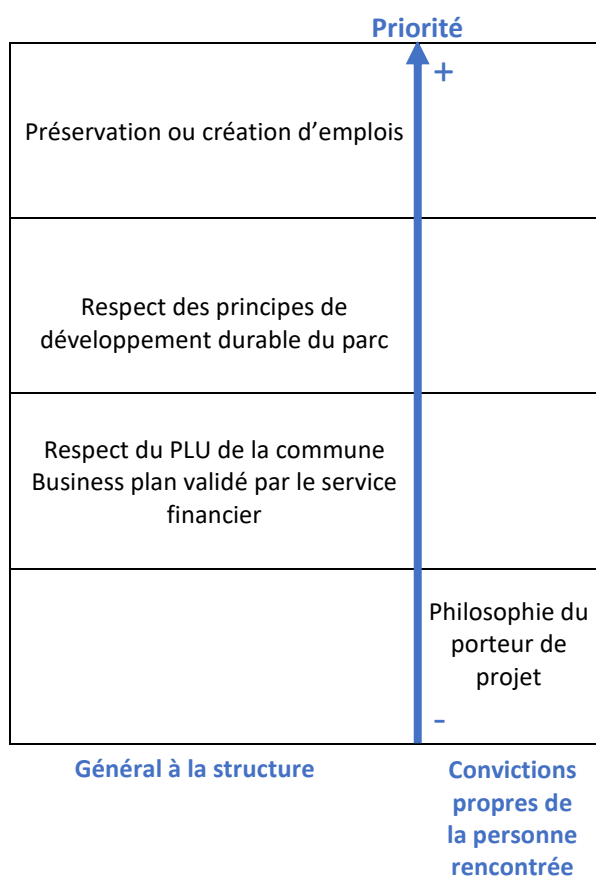 Priorité
+
Préservation ou création d’emplois
Respect des principes de
développement durable du parc
Respect du PLU de la commune
Business plan validé par le service
financier
Philosophie du
porteur de
projet
-
Général à la structure
Convictions
propres de
la personne
rencontrée